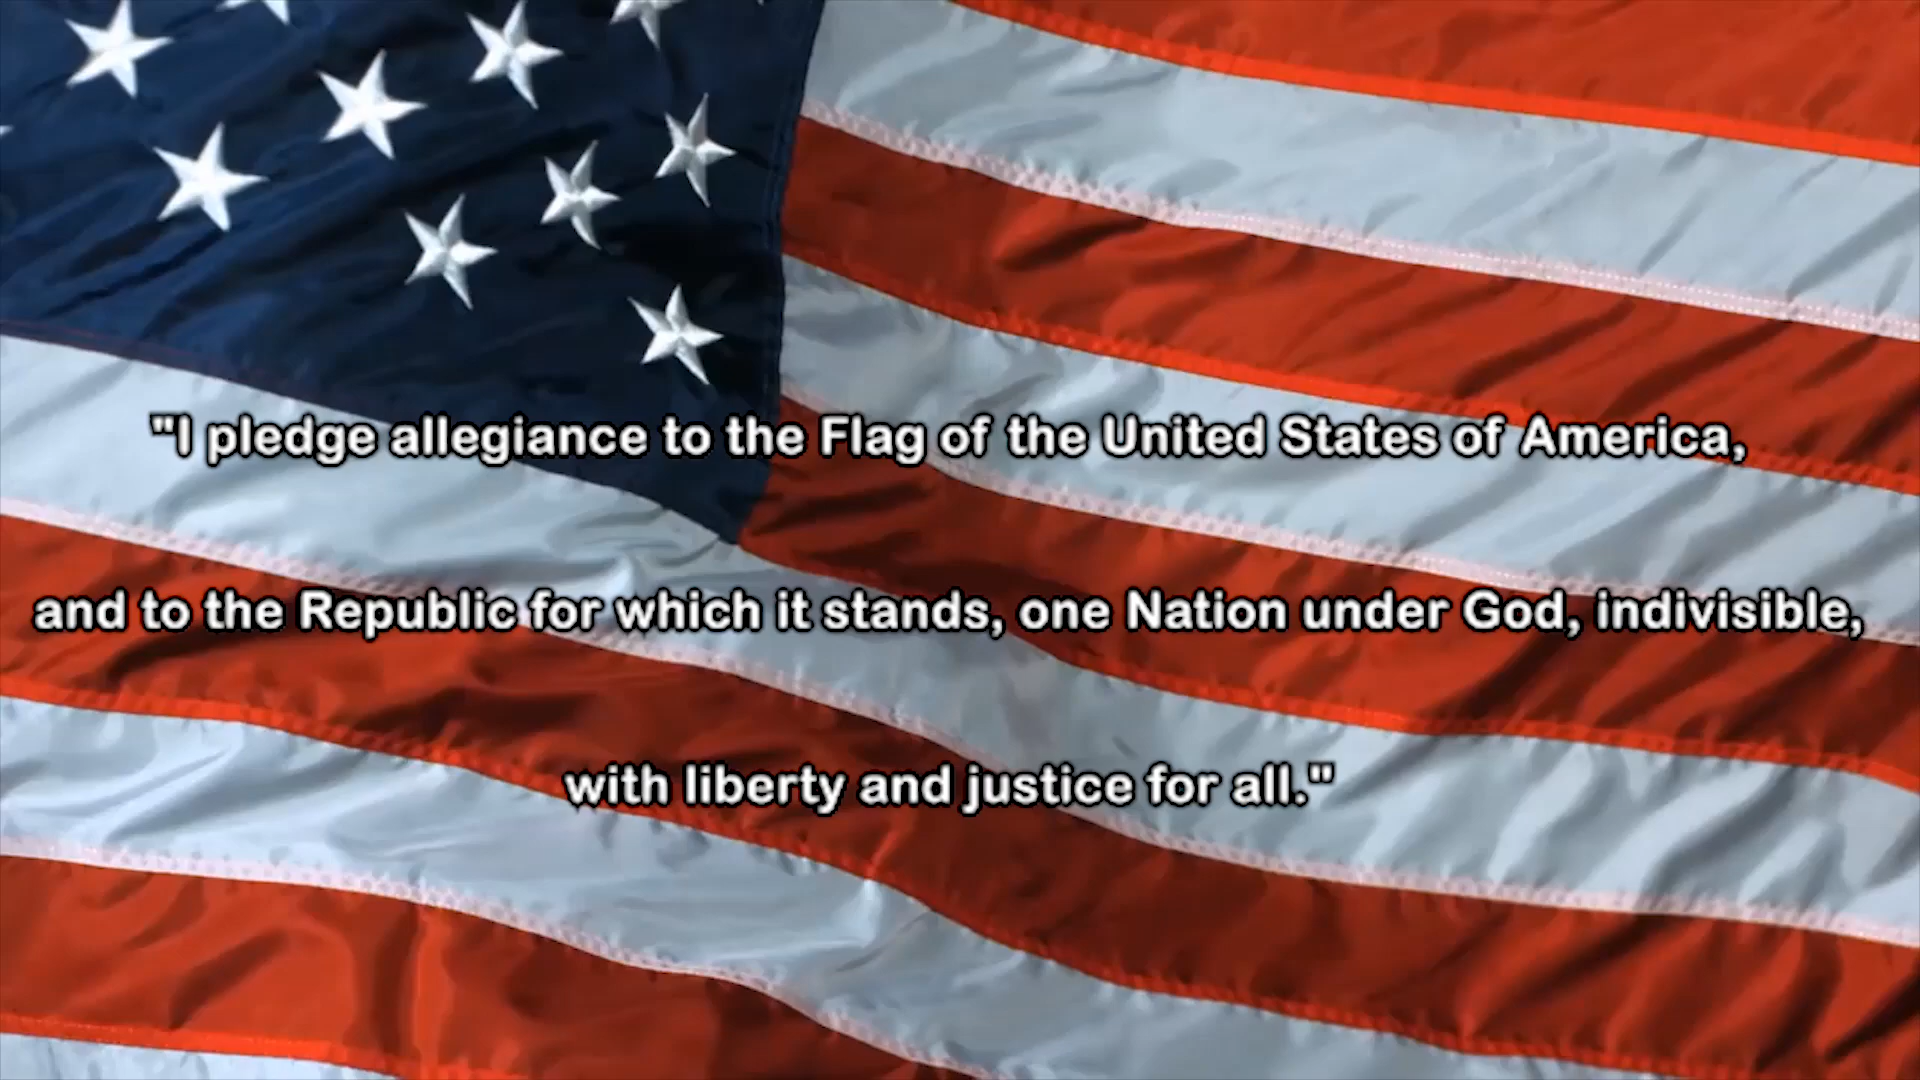 "I pledge allegiance to the Flag of the United States of America,
and to the Republic for which it stands, one Nation under God, indivisible,
with liberty and justice for all."